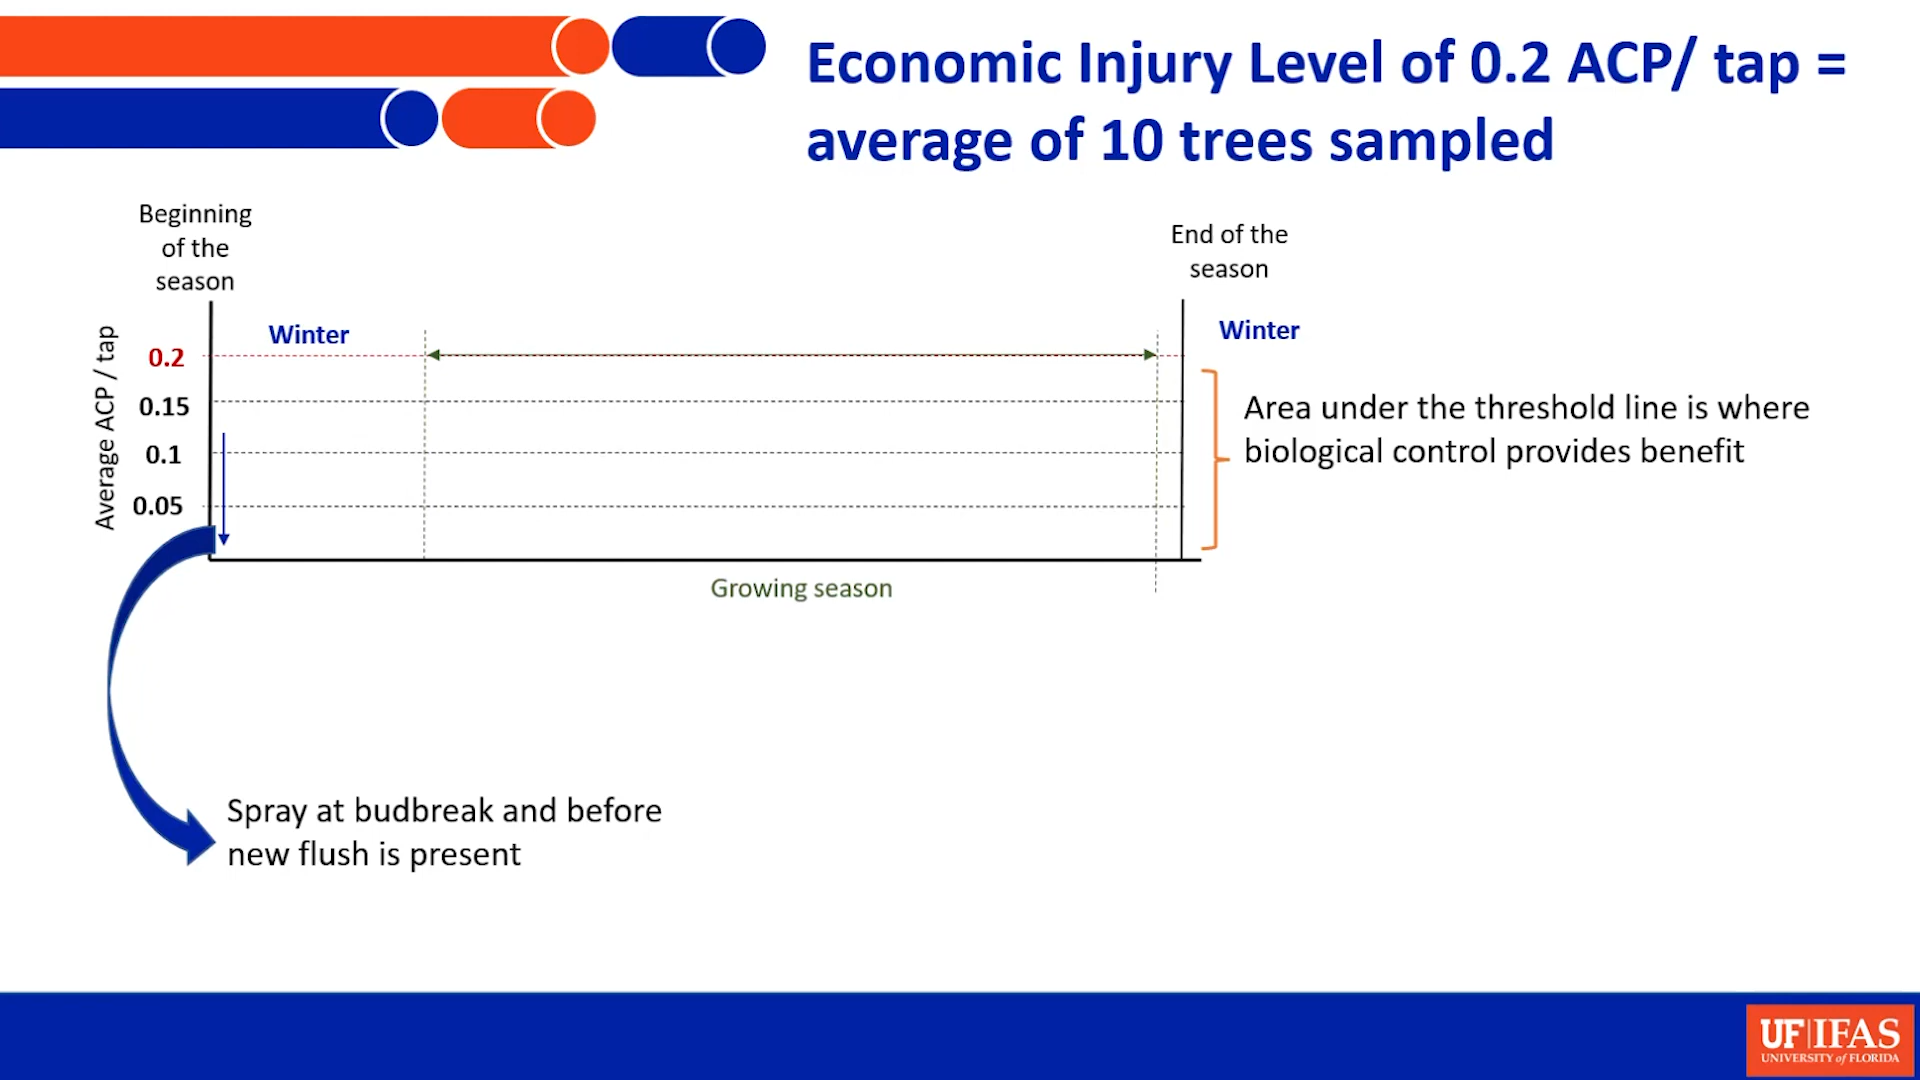 Economic Injury Level of 0.2 ACP/ tap =
average of 10 trees sampled
Beginning
of the
season
End of the
season
Winter
Winter
Average ACP / tap
0.2
0.15
0.1
0.05
Area under the threshold line is where
biological control provides benefit
Growing season
Spray at budbreak and before
new flush is present
UF|IFAS
UNIVERSITY of FLORIDA